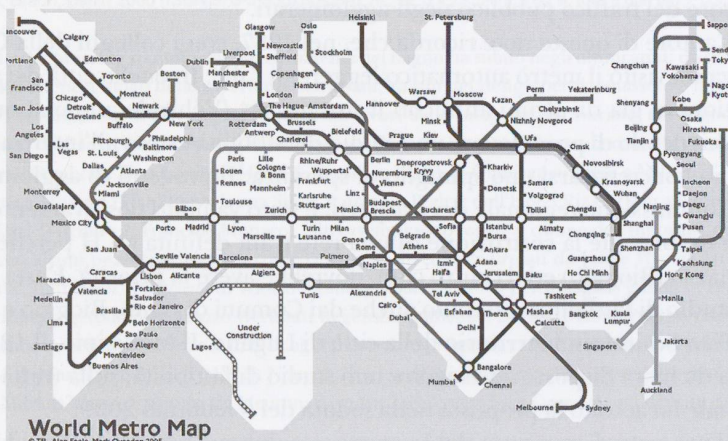 Vancouver
Calgary
Edmonton
Toronto
Montreal
Newark
Portland
San
Francisco
San José
Los
Angeles
San Diego
Las
Vegas
Chicago
Detroit
Cleveland
Buffalo
Boston
New York
Pittsburgh
St. Louis
Dallas
Philadelphia
Baltimore
Washington
Atlanta
Jacksonville
Miami
Monterrey
Guadalajara
Mexico City
San Juan
Caracas
Maracaibo
Valencia
Medellin
Lima
Santiago
Brasilia
Fortaleza
Salvador
Rio de Janeiro
Belo Horizonte
Sao Paulo
Porto Alegre
Montevideo
Buenos Aires
Glasgow
Newcastle
Sheffield
Liverpool
Dublin
Manchester
Birmingham
London
Oslo
Stockholm
Copenhagen
Hamburg
The Hague
Amsterdam
Hannover
Rotterdam
Antwerp
Brussels
Charleroi
Bielefeld
Paris
Rouen
Rennes
Toulouse
Lille
Cologne
& Bonn
Mannheim
Rhine/Ruhr
Wuppertal
Frankfurt
Karlsruhe
Stuttgart
Berlin
Nuremburg
Vienna
Linz
Munich
Budapest
Brescia
Prague
Kiev
Bilbao
Porto
Madrid
Lyon
Zurich
Marseille
Turin
Lausanne
Milan
Genoa
Rome
Palmero
Naples
Lisbon
Seville
Valencia
Alicante
Barcelona
Algiers
Tunis
Alexandria
Cairo
Dubai
Lagos
Under
Construction
Helsinki
St. Petersburg
Warsaw
Minsk
Moscow
Kazan
Nizhniy Novgorod
Perm
Yekaterinburg
Chelyabinsk
Ufa
Omsk
Novosibirsk
Krasnoyarsk
Wuhan
Dnepropetrovsk
Kryvy
Rih
Kharkiv
Donetsk
Samara
Volgograd
Bucharest
Belgrade
Athens
Sofia
Istanbul
Bursa
Ankara
Izmir
Haifa
Adana
Tel Aviv
Jerusalem
Tbilisi
Yerevan
Baku
Almaty
Chengdu
Chongqing
Guangzhou
Ho Chi Minh
Tashkent
Esfahan
Theran
Mashad
Delhi
Calcutta
Bangalore
Mumbai
Chennai
Bangkok
Kuala
Lumpur
Singapore
Jakarta
Auckland
Manila
Hong Kong
Kaohsiung
Taipei
Shenzhan
Shanghai
Nanjing
Changchun
Shenyang
Beijing
Tianjin
Pyongyang
Seoul
Incheon
Daejon
Daegu
Gwangju
Pusan
Kawasaki
Yokohama
Kobe
Osaka
Hiroshima
Fukuoka
Melbourne
Sydney
World Metro Map